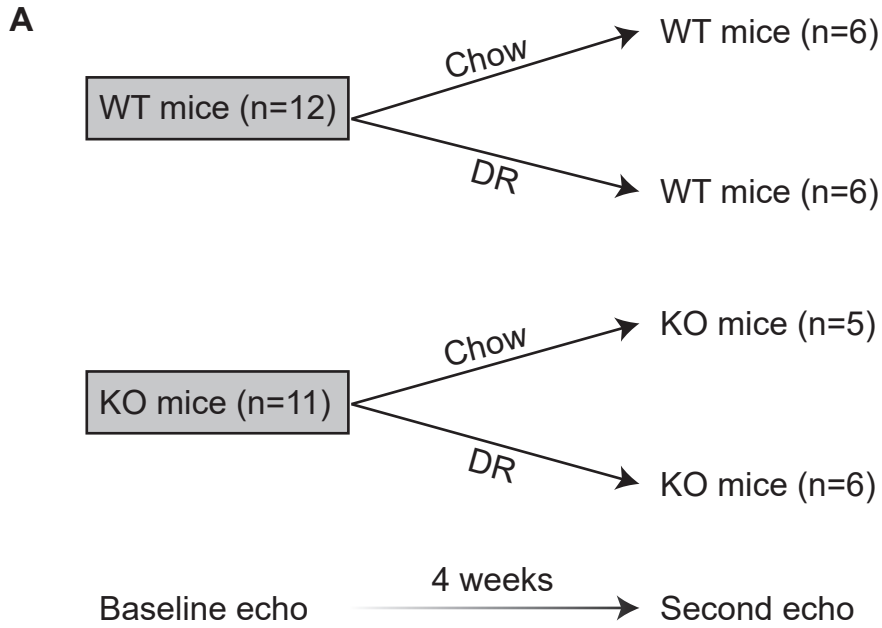 A
WT mice (n=12)
Chow
WT mice (n=6)
DR
WT mice (n=6)
KO mice (n=11)
Chow
KO mice (n=5)
DR
KO mice (n=6)
Baseline echo
4 weeks
Second echo